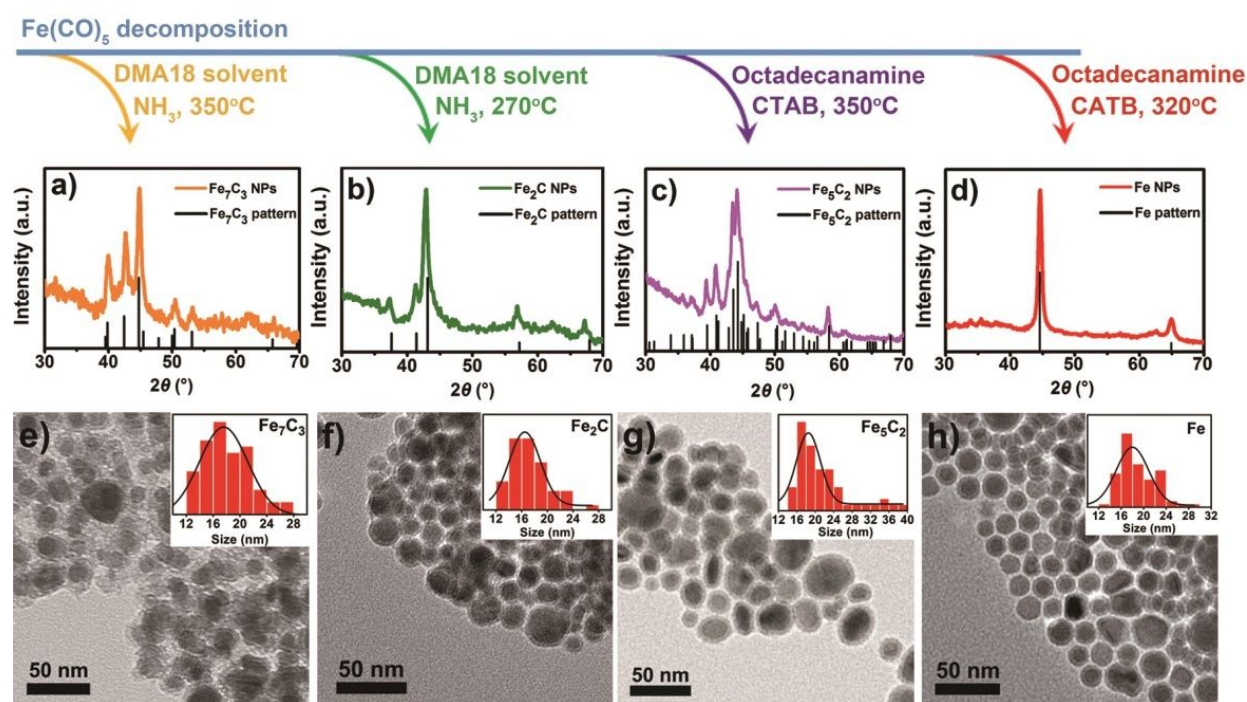 Fe(CO)5 decomposition
DMA18 solvent
NH3, 350°C
DMA18 solvent
NH3, 270°C
Octadecanamine
CTAB, 350°C
Octadecanamine
CATB, 320°C
a)
Fe7C3 NPs
Fe7C3 pattern
Intensity (a.u.)
30 40 50 60 70
2θ (°)
b)
Fe2C NPs
Fe2C pattern
Intensity (a.u.)
30 40 50 60 70
2θ (°)
c)
Fe5C2 NPs
Fe5C2 pattern
Intensity (a.u.)
30 40 50 60 70
2θ (°)
d)
Fe NPs
Fe pattern
Intensity (a.u.)
30 40 50 60 70
2θ (°)
e)
Fe7C3
12 16 20 24 28
Size (nm)
50 nm
f)
Fe2C
12 16 20 24 28
Size (nm)
50 nm
g)
Fe5C2
12 16 20 24 28 32 36 40
Size (nm)
50 nm
h)
Fe
12 16 20 24 28 32
Size (nm)
50 nm